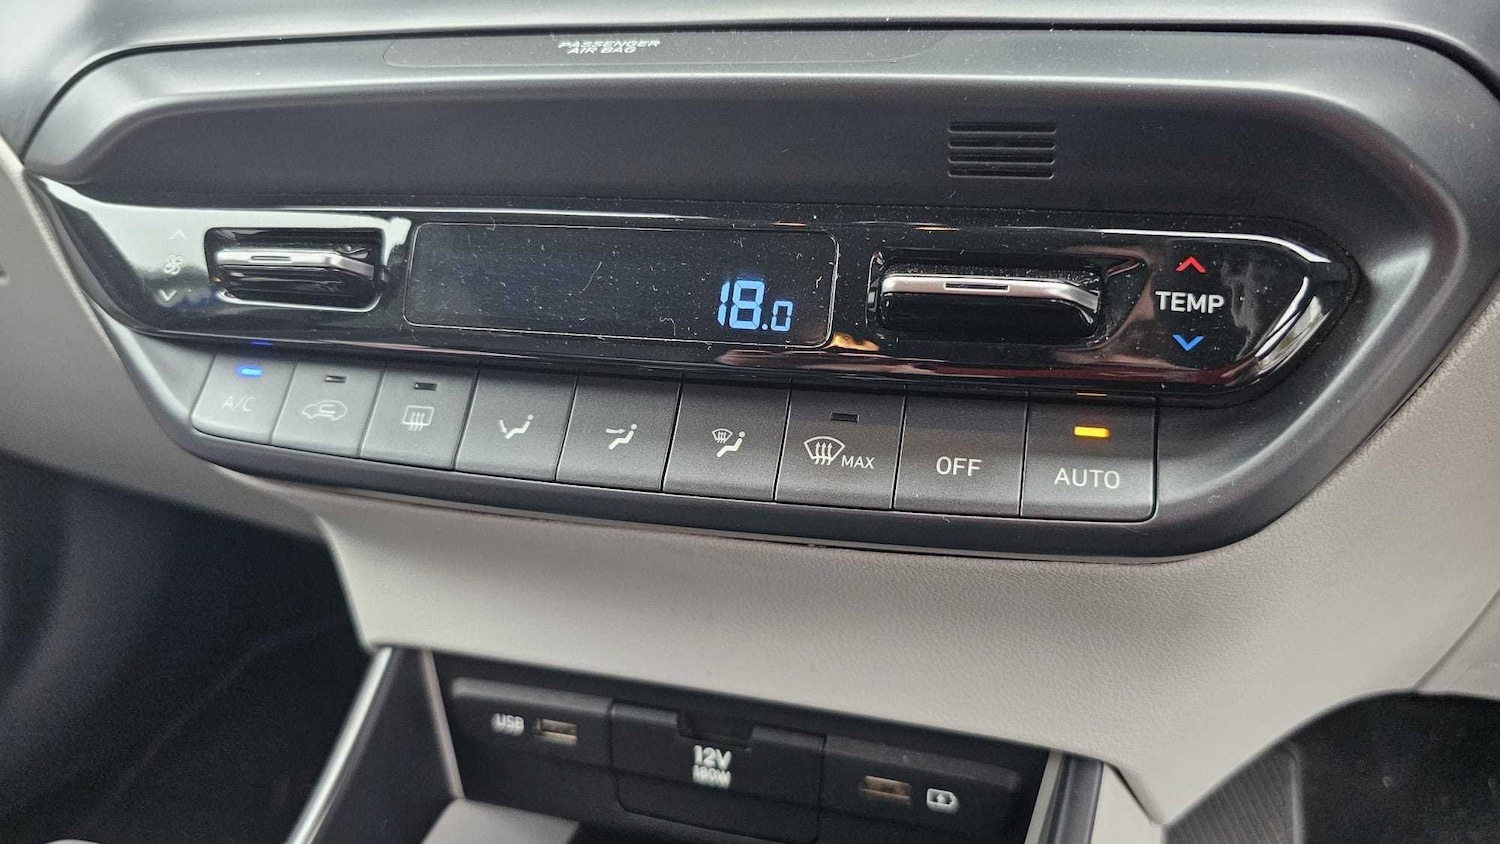 PASSENGER
AIR BAG
18.0
TEMP
A/C
MAX
OFF
AUTO
USB
12V
180W